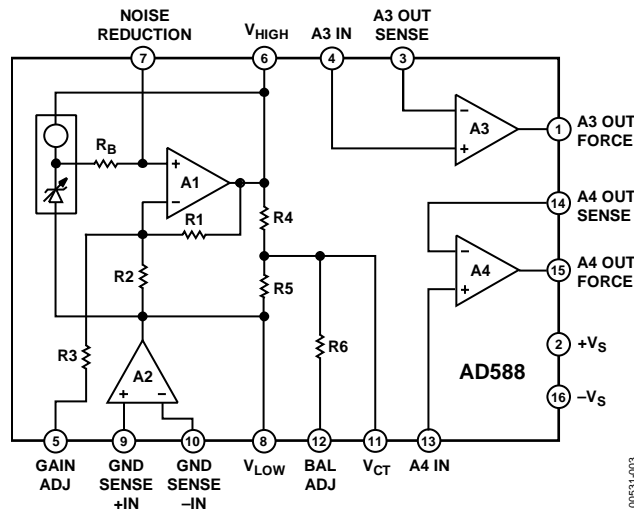 NOISE
REDUCTION
VHIGH
A3 IN
A3 OUT
SENSE
7
6
4
3
RB
A1
+
–
R1
R4
R2
R5
R3
R6
A2
+
–
A3
–
+
1
A3 OUT
FORCE
14
A4 OUT
SENSE
A4
–
+
15
A4 OUT
FORCE
2
+VS
AD588
16
–VS
5
9
10
8
12
11
13
GAIN
ADJ
GND
SENSE
+IN
GND
SENSE
–IN
VLOW
BAL
ADJ
VCT
A4 IN
00531-003